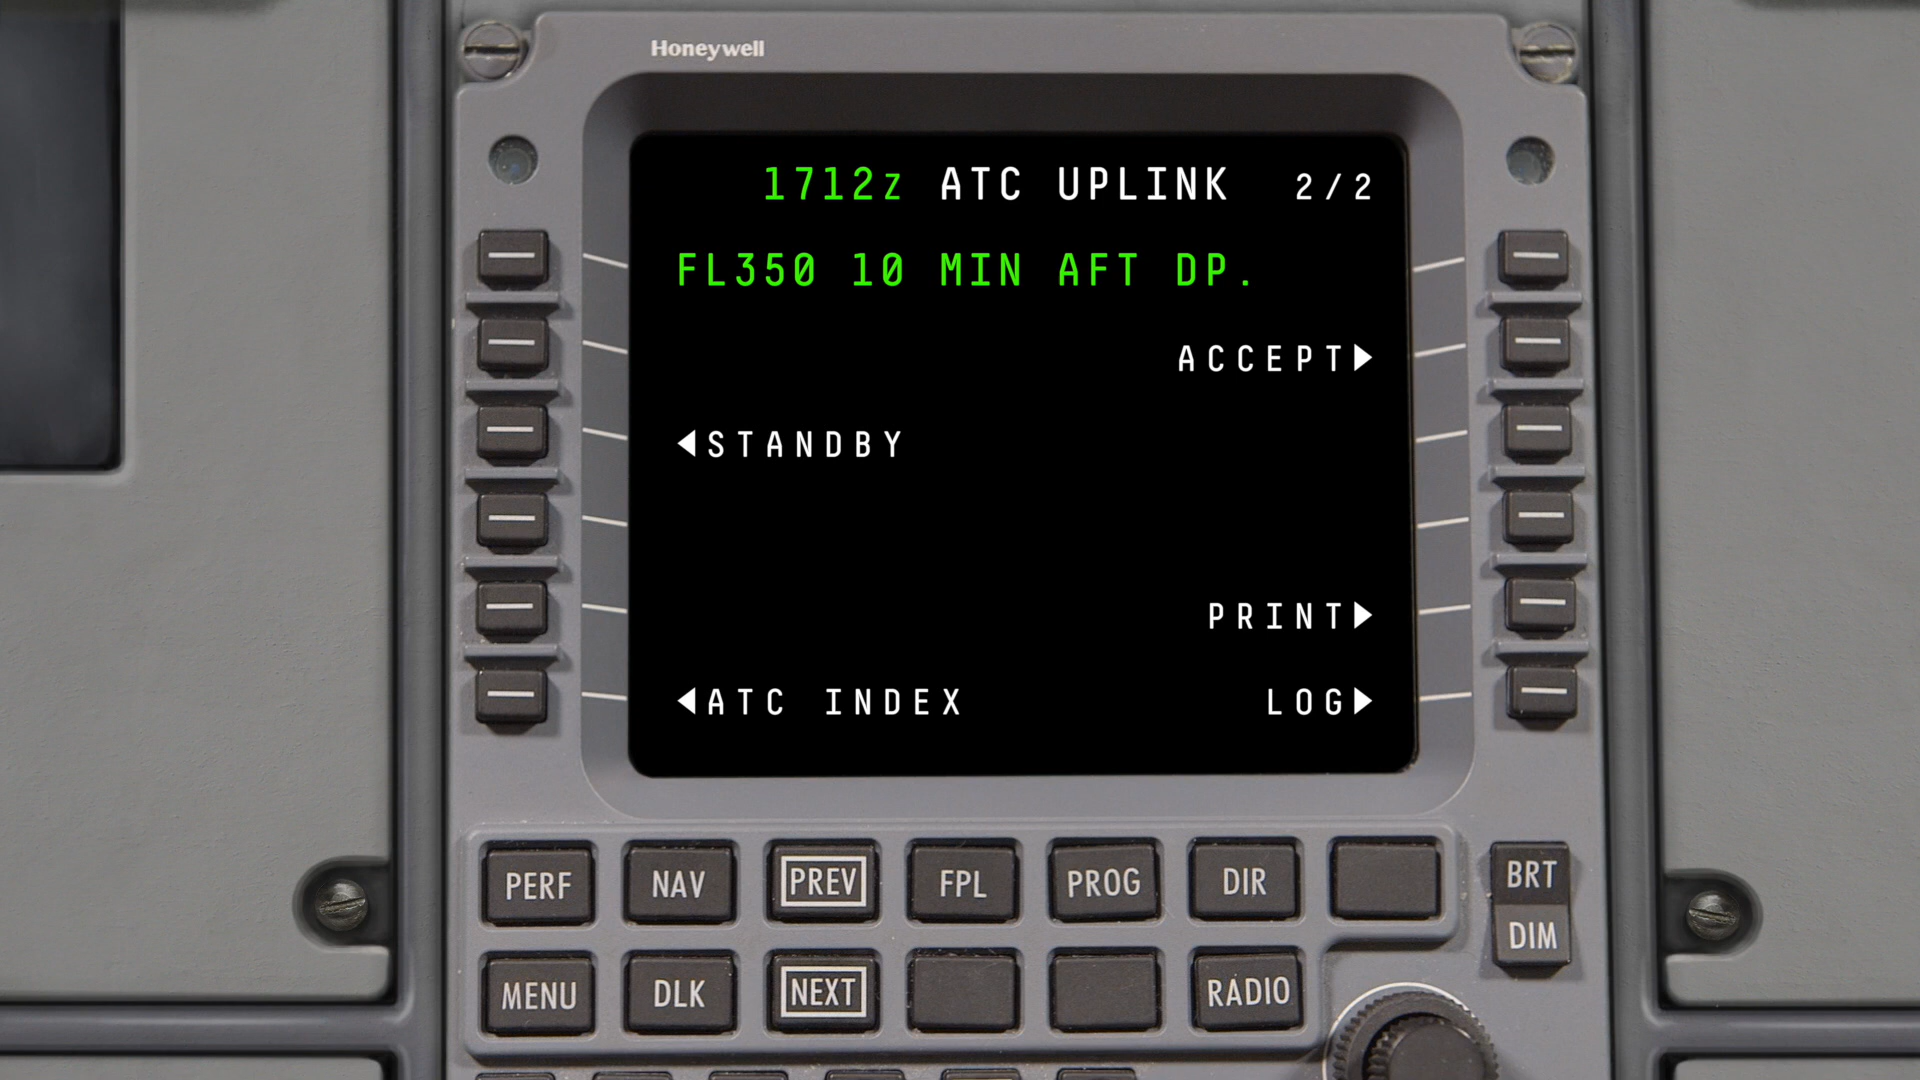 Honeywell
1712z ATC UPLINK 2/2
FL350 10 MIN AFT DP.
ACCEPT▶
◀STANDBY
PRINT▶
◀ATC INDEX LOG▶
PERF NAV PREV FPL PROG DIR
BRT
DIM
MENU DLK NEXT RADIO